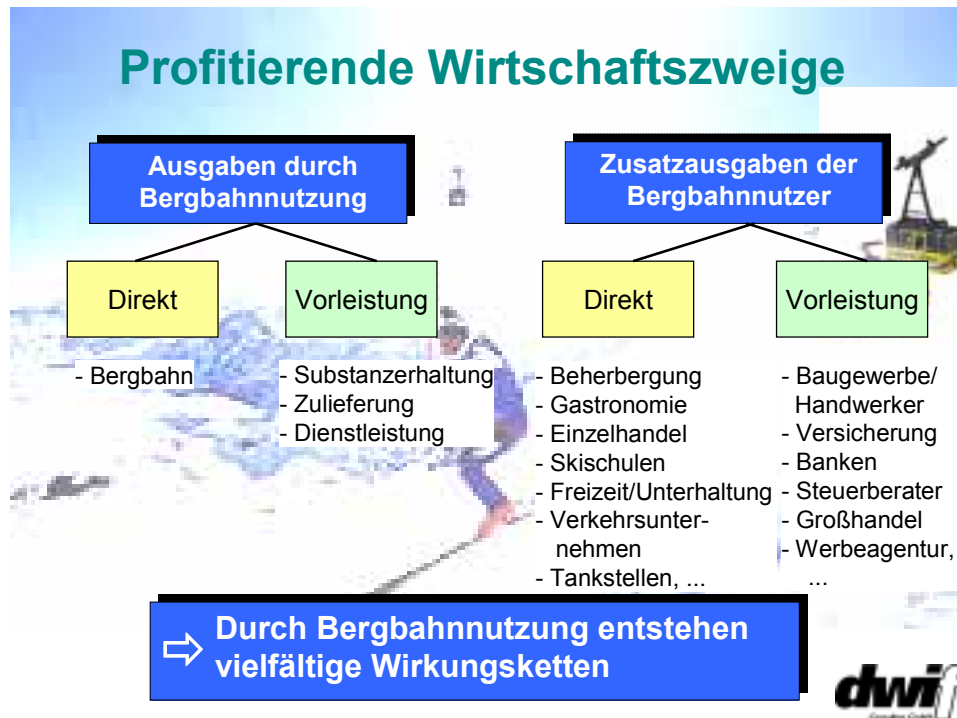 Profitierende Wirtschaftszweige
Ausgaben durch
Bergbahnnutzung
Direkt
Vorleistung
- Bergbahn
- Substanzerhaltung
- Zulieferung
- Dienstleistung
Zusatzausgaben der
Bergbahnnutzer
Direkt
Vorleistung
- Beherbergung
- Gastronomie
- Einzelhandel
- Skischulen
- Freizeit/Unterhaltung
- Verkehrsunter-
nehmen
- Tankstellen, ...
- Baugewerbe/
Handwerker
- Versicherung
- Banken
- Steuerberater
- Großhandel
- Werbeagentur,
...
⇨ Durch Bergbahnnutzung entstehen
vielfältige Wirkungsketten
dwif